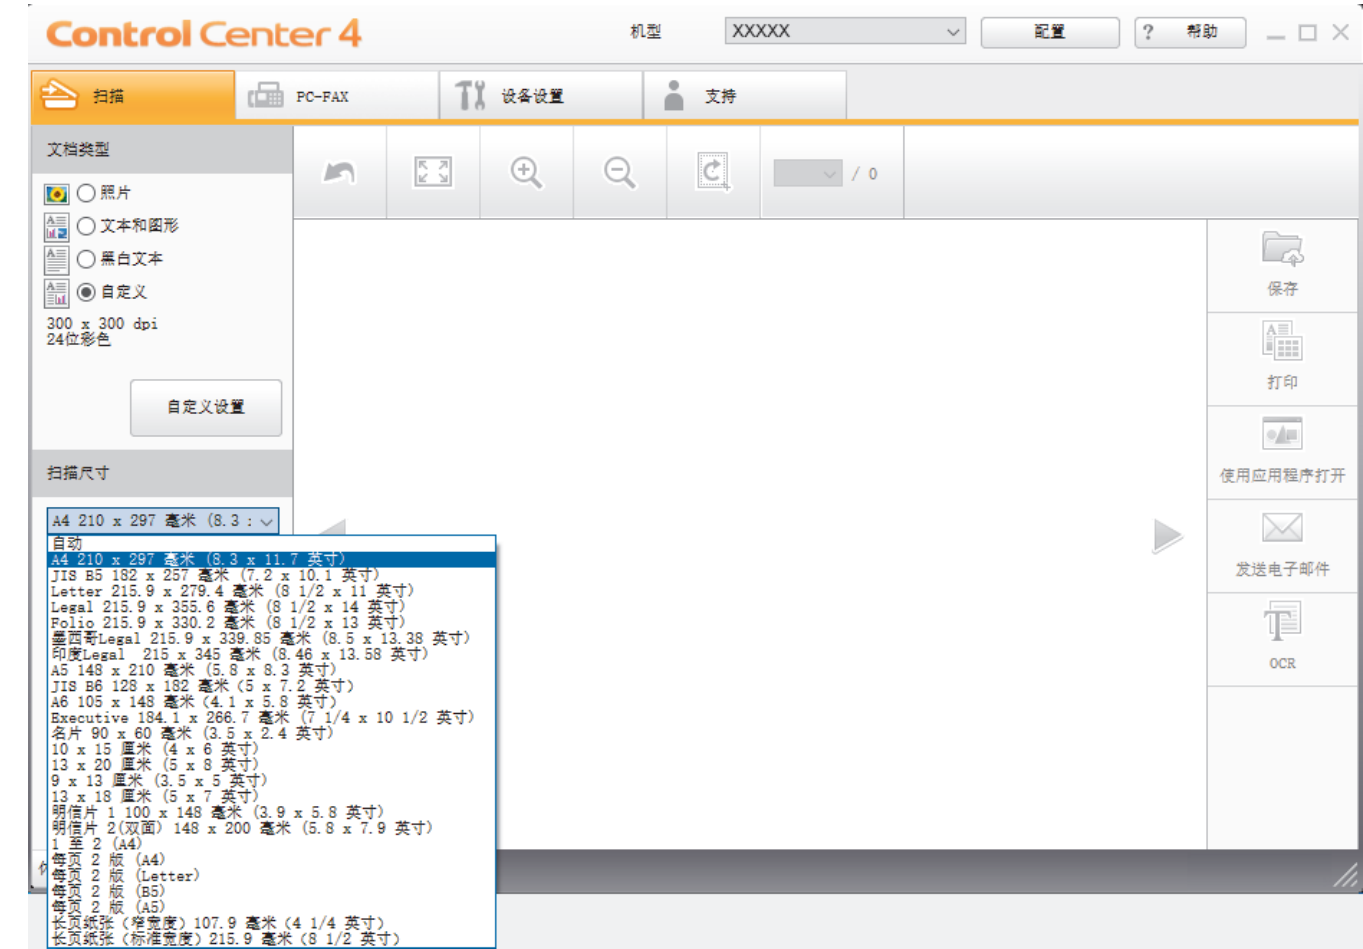 Control Center 4
机型 XXXXX 配置 ? 帮助
扫描 PC-FAX 设备设置 支持
文档类型
/ 0
照片
文本和图形
黑白文本
自定义
300 x 300 dpi
24位彩色
自定义设置
扫描尺寸
A4 210 x 297 毫米 (8.3 :
自动
A4 210 x 297 毫米 (8.3 x 11.7 英寸)
JIS B5 182 x 257 毫米 (7.2 x 10.1 英寸)
Letter 215.9 x 279.4 毫米 (8 1/2 x 11 英寸)
Legal 215.9 x 355.6 毫米 (8 1/2 x 14 英寸)
Folio 215.9 x 330.2 毫米 (8 1/2 x 13 英寸)
墨西哥Legal 215.9 x 339.85 毫米 (8.5 x 13.38 英寸)
印度Legal 215 x 345 毫米 (8.46 x 13.58 英寸)
A5 148 x 210 毫米 (5.8 x 8.3 英寸)
JIS B6 128 x 182 毫米 (5 x 7.2 英寸)
A6 105 x 148 毫米 (4.1 x 5.8 英寸)
Executive 184.1 x 266.7 毫米 (7 1/4 x 10 1/2 英寸)
名片 90 x 60 毫米 (3.5 x 2.4 英寸)
10 x 15 厘米 (4 x 6 英寸)
13 x 20 厘米 (5 x 8 英寸)
9 x 13 厘米 (3.5 x 5 英寸)
13 x 18 厘米 (5 x 7 英寸)
明信片 1 100 x 148 毫米 (3.9 x 5.8 英寸)
明信片 2(双面) 148 x 200 毫米 (5.8 x 7.9 英寸)
1 至 2 (A4)
每页 2 版 (A4)
每页 2 版 (Letter)
每页 2 版 (B5)
每页 2 版 (A5)
长页纸张 (窄宽度) 107.9 毫米 (4 1/4 英寸)
长页纸张 (标准宽度) 215.9 毫米 (8 1/2 英寸)
保存
打印
使用应用程序打开
发送电子邮件
OCR